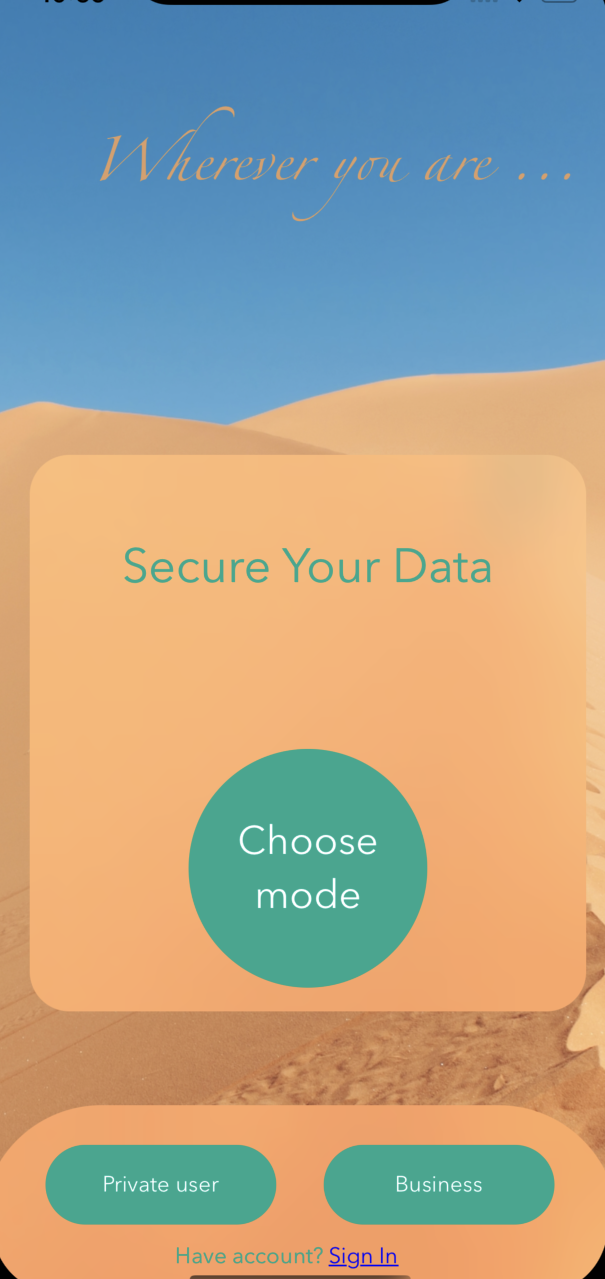 Wherever you are ...
Secure Your Data
Choose
mode
Private user
Business
Have account? Sign In